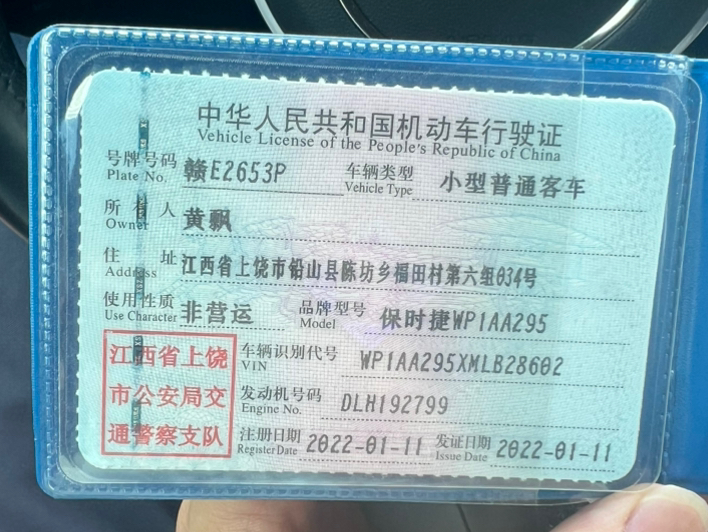 中华人民共和国机动车行驶证
Vehicle License of the People's Republic of China
号牌号码 赣E2653P 车辆类型 小型普通客车
Plate No. Vehicle Type
所有人 黄飘
Owner
住址 江西省上饶市铅山县陈坊乡福田村第六组034号
Address
使用性质 非营运 品牌型号 保时捷WP1AA295
Use Character Model
江西省上饶 车辆识别代号 WP1AA295XMLB28602
VIN
市公安局交 发动机号码 DLH192799
Engine No.
通警察支队 注册日期 2022-01-11 发证日期 2022-01-11
Register Date Issue Date